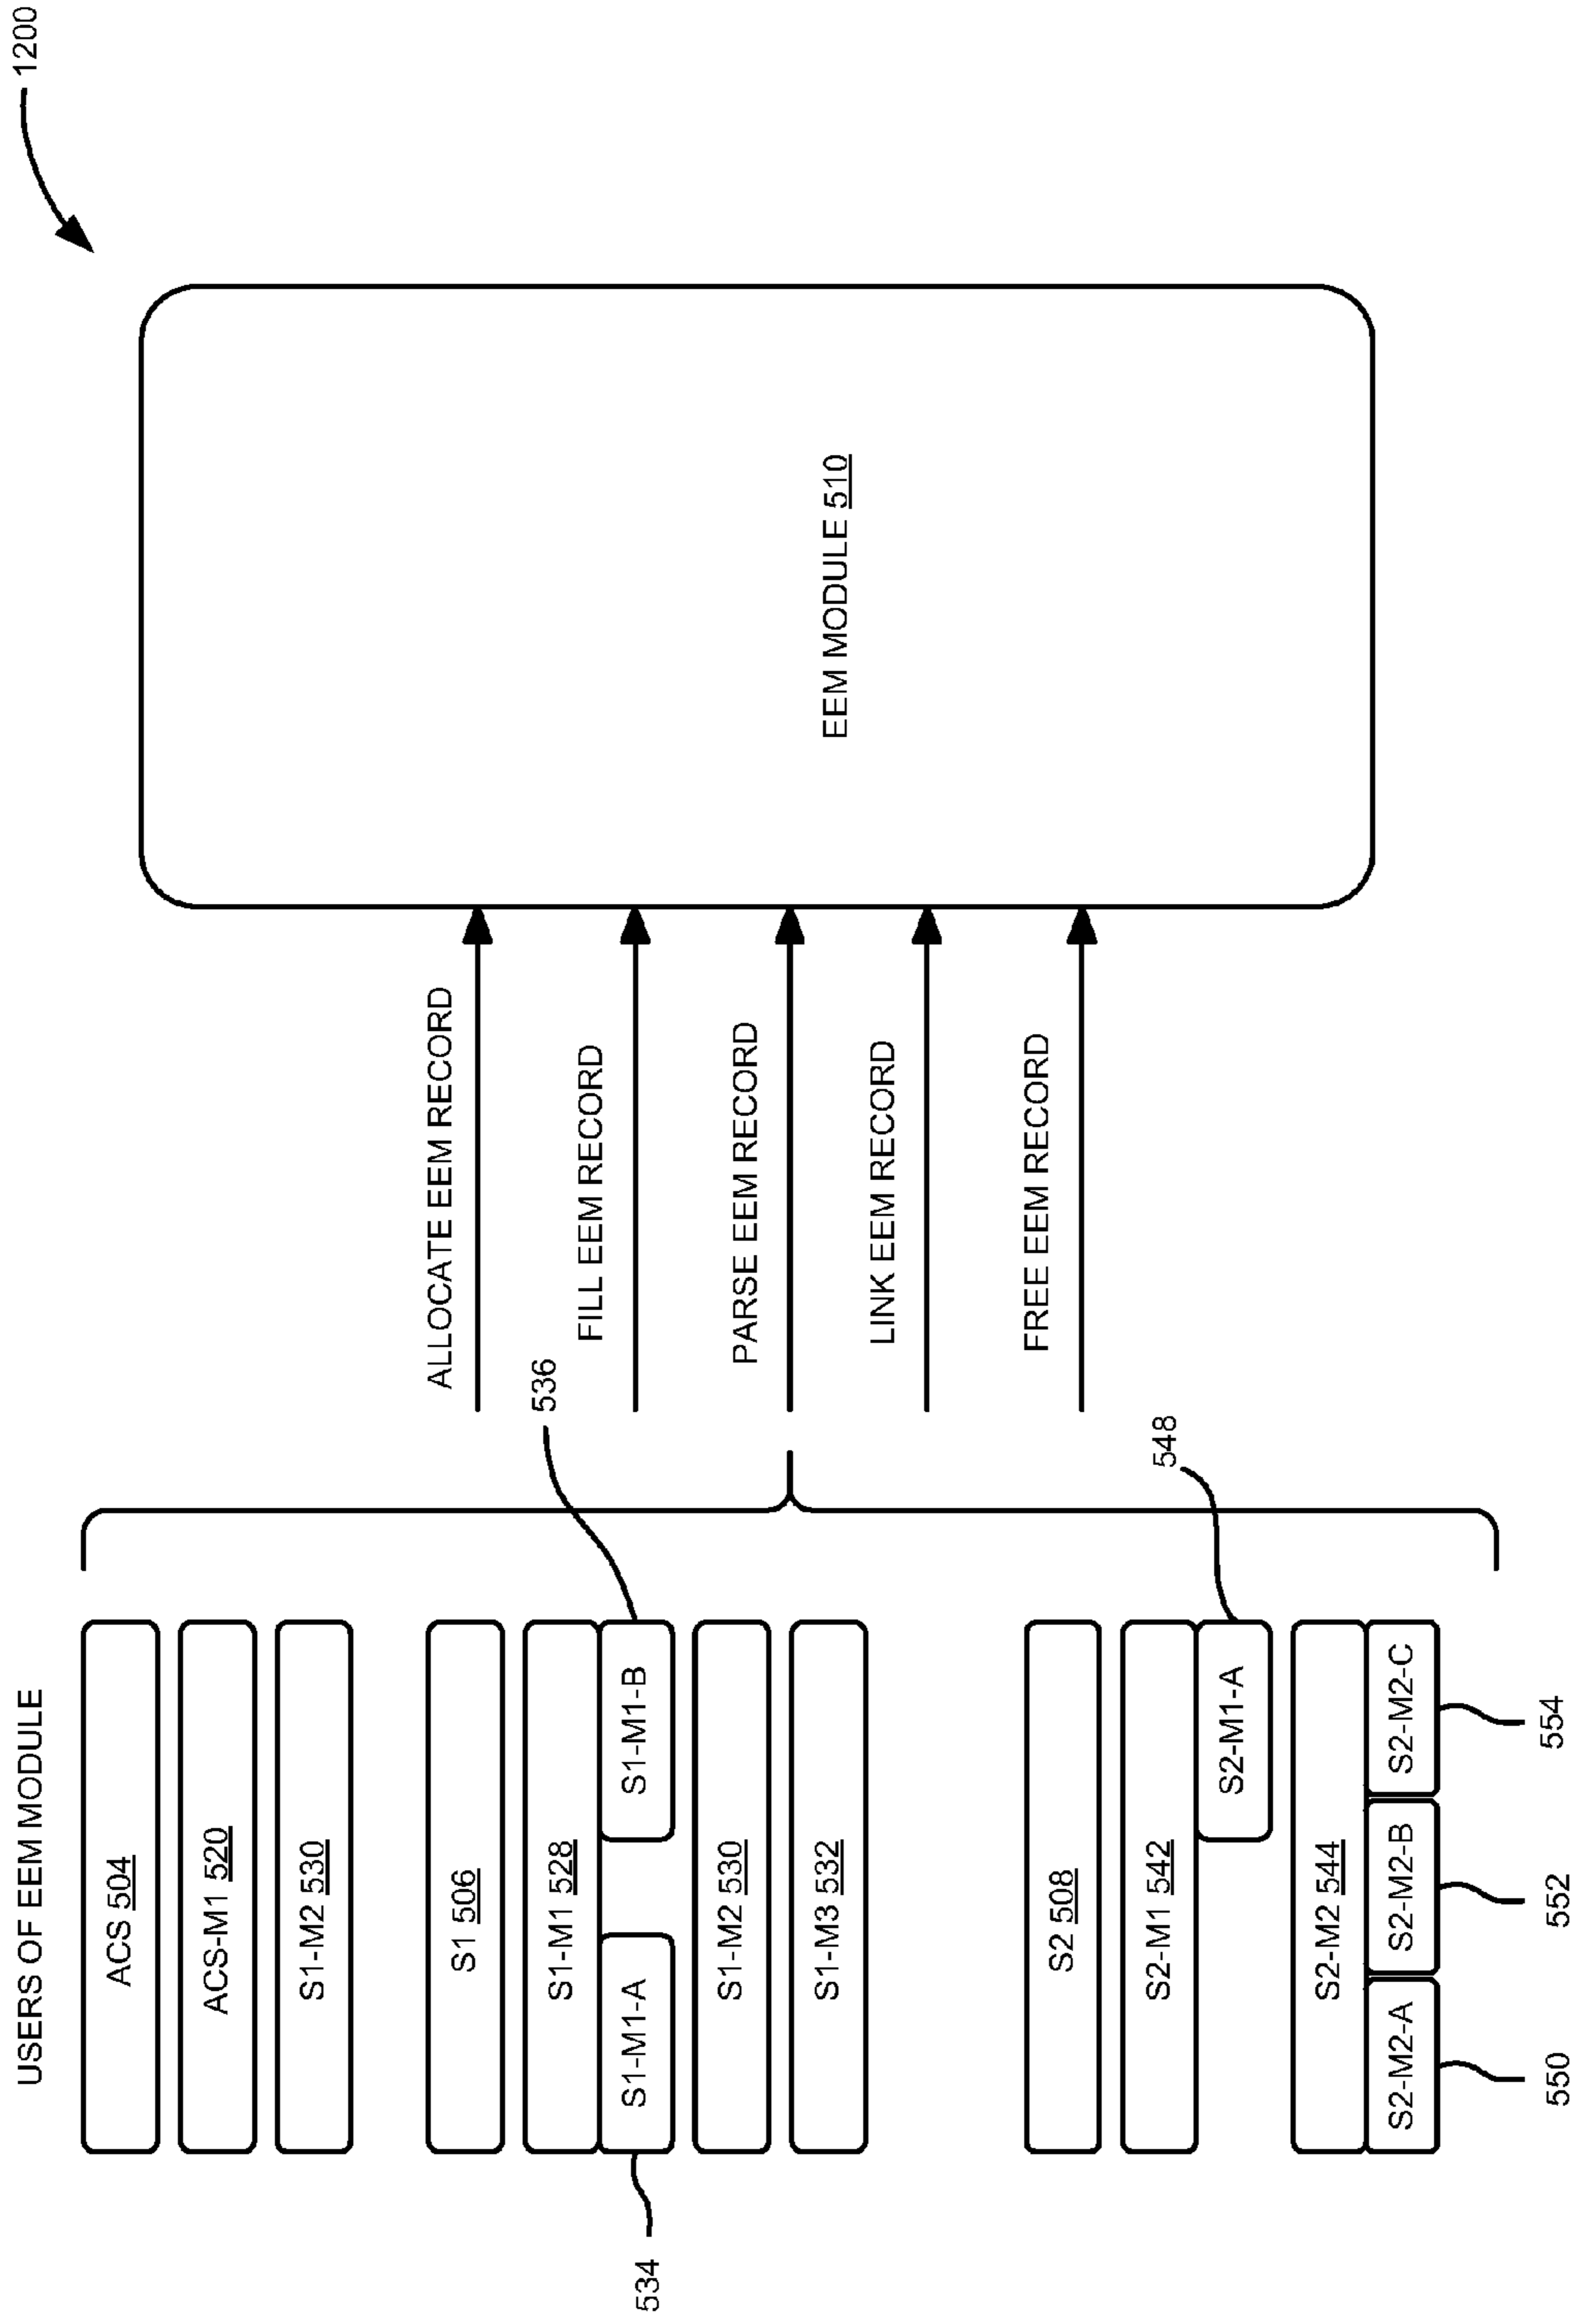 1200
USERS OF EEM MODULE
ACS 504
ACS-M1 520
S1-M2 530
S1 506
S1-M1 528
S1-M1-A
S1-M1-B
534
536
S1-M2 530
S1-M3 532
S2 508
S2-M1 542
S2-M1-A
548
S2-M2 544
S2-M2-A
S2-M2-B
S2-M2-C
550
552
554
ALLOCATE EEM RECORD
FILL EEM RECORD
PARSE EEM RECORD
LINK EEM RECORD
FREE EEM RECORD
EEM MODULE 510